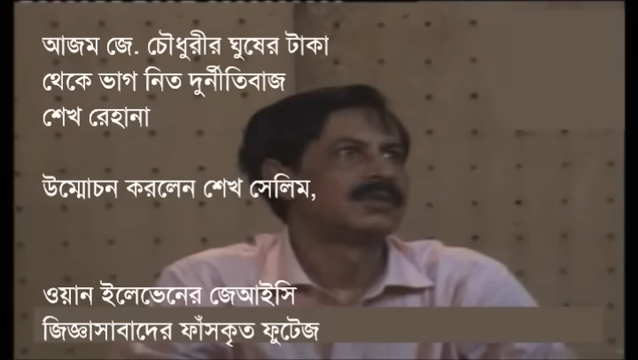 আজম জে. চৌধুরীর ঘুষের টাকা
থেকে ভাগ নিত দুর্নীতিবাজ
শেখ রেহানা
উম্মোচন করলেন শেখ সেলিম,
ওয়ান ইলেভেনের জেআইসি
জিজ্ঞাসাবাদের ফাঁসকৃত ফুটেজ